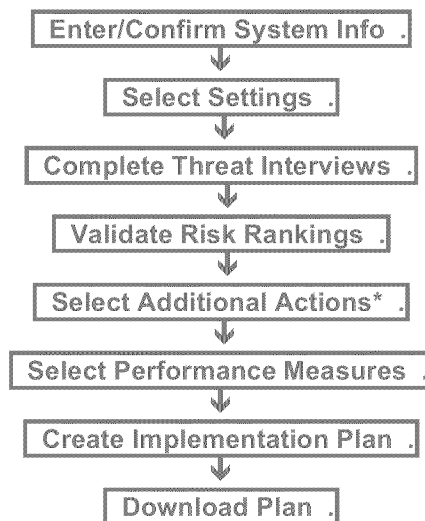 Enter/Confirm System Info .
Select Settings .
Complete Threat Interviews .
Validate Risk Rankings .
Select Additional Actions* .
Select Performance Measures .
Create Implementation Plan .
Download Plan .